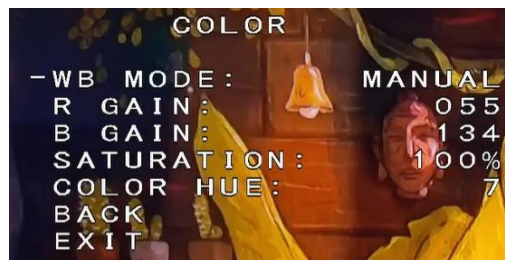 COLOR
-WB MODE: MANUAL
R GAIN: 055
B GAIN: 134
SATURATION: 100%
COLOR HUE: 7
BACK
EXIT